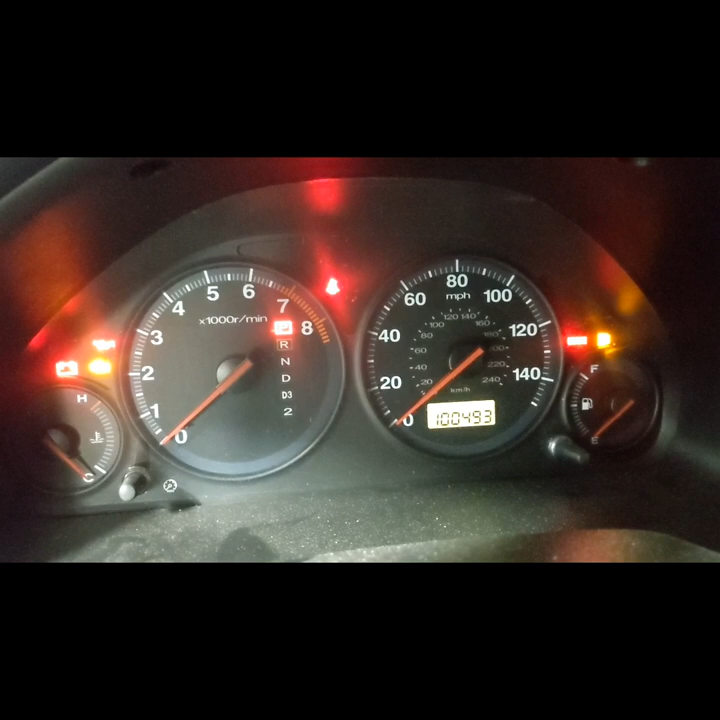 0 1 2 3 4 5 6 7 8
x1000r/min
P
R
N
D
D3
2
0 20 40 60 80 100 120 140
mph
20 40 60 80 100 120 140 160 180 200 220 240
km/h
100493
H
C
F
E